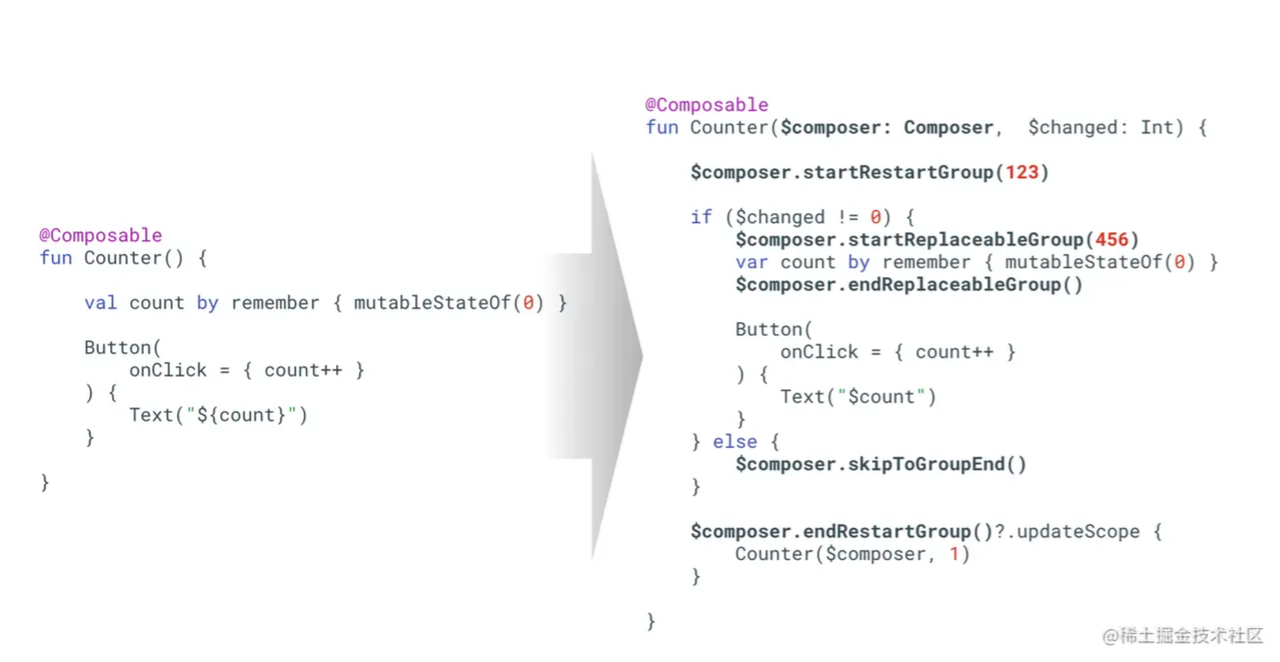 @Composable
fun Counter() {
    val count by remember { mutableStateOf(0) }
    Button(
        onClick = { count++ }
    ) {
        Text("${count}")
    }
}
@Composable
fun Counter($composer: Composer,  $changed: Int) {
    $composer.startRestartGroup(123)
    if ($changed != 0) {
        $composer.startReplaceableGroup(456)
        var count by remember { mutableStateOf(0) }
        $composer.endReplaceableGroup()
        Button(
            onClick = { count++ }
        ) {
            Text("$count")
        }
    } else {
        $composer.skipToGroupEnd()
    }
    $composer.endRestartGroup()?.updateScope {
        Counter($composer, 1)
    }
}
@稀土掘金技术社区